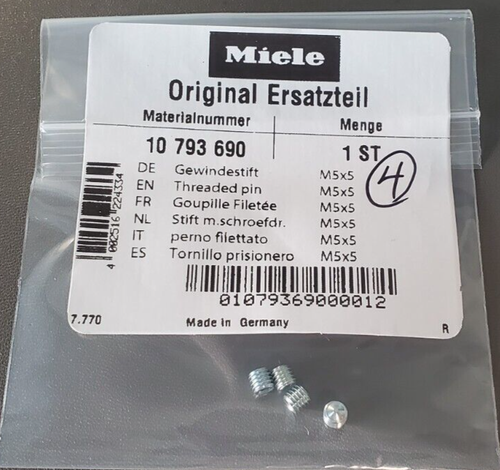 Miele
Original Ersatzteil
Materialnummer Menge
10 793 690 1 ST
4
DE Gewindestift M5x5
EN Threaded pin M5x5
FR Goupille Filetée M5x5
NL Stift m.schroefdr. M5x5
IT perno filettato M5x5
ES Tornillo prisionero M5x5
4 002516 224334
01079369000012
7.770 Made in Germany R